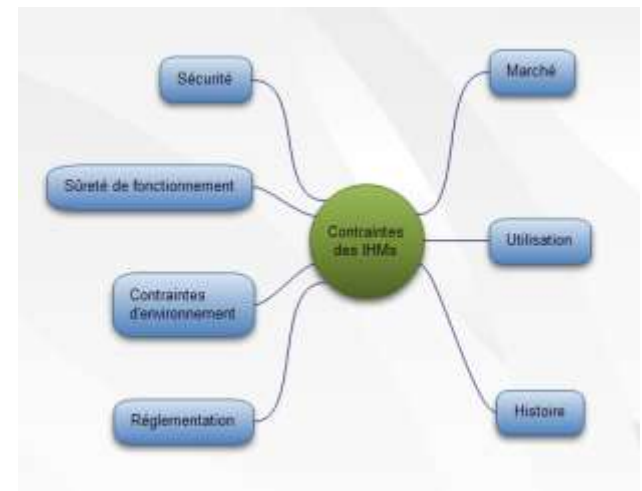 Sécurité
Marché
Sûreté de fonctionnement
Contraintes
des IHMs
Utilisation
Contraintes
d'environnement
Réglementation
Histoire